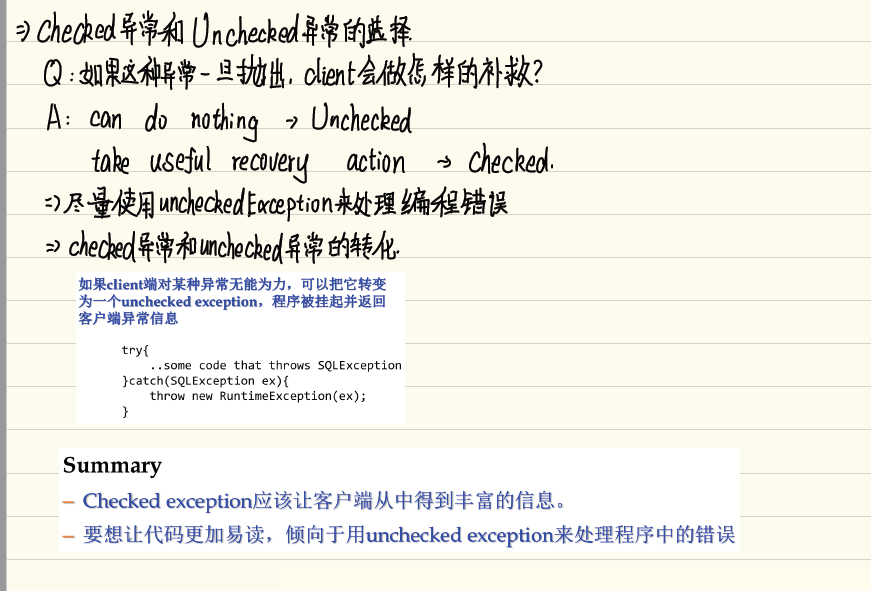 ⇒ Checked异常和Unchecked异常的选择.
Q:如果这种异常一旦抛出，client会做怎样的补救?
A: can do nothing → Unchecked
take useful recovery action → Checked.
⇒ 尽量使用uncheckedException来处理编程错误
⇒ checked异常和unchecked异常的转化.
如果client端对某种异常无能为力，可以把它转变
为一个unchecked exception，程序被挂起并返回
客户端异常信息
try{
..some code that throws SQLException
}catch(SQLException ex){
throw new RuntimeException(ex);
}
Summary
– Checked exception应该让客户端从中得到丰富的信息。
– 要想让代码更加易读，倾向于用unchecked exception来处理程序中的错误